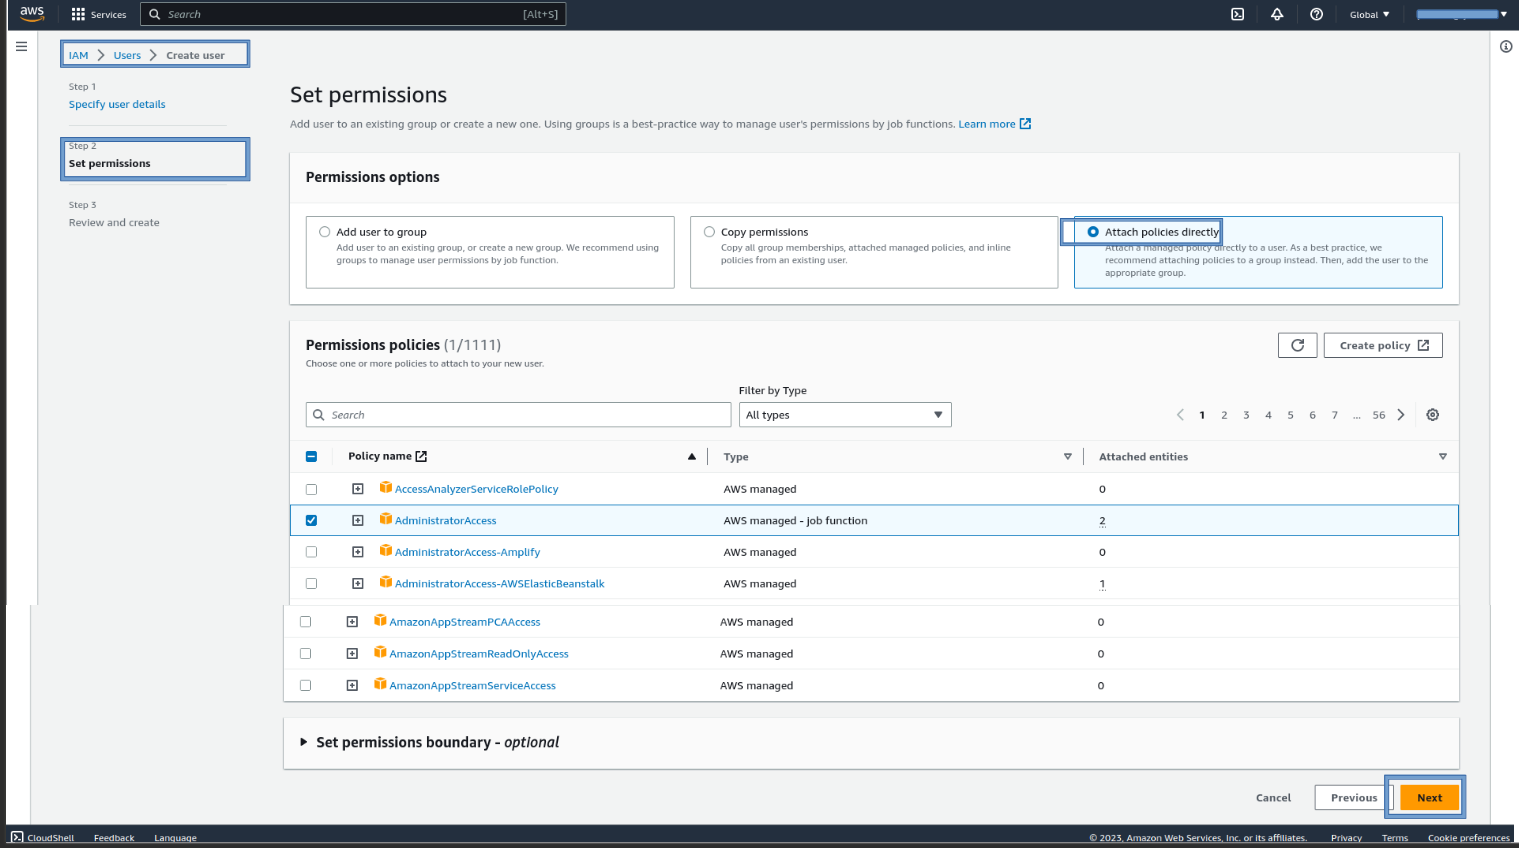 aws
Services
Search
[Alt+S]
Global
IAM
Users
Create user
Step 1
Specify user details
Step 2
Set permissions
Step 3
Review and create
Set permissions
Add user to an existing group or create a new one. Using groups is a best-practice way to manage user's permissions by job functions. Learn more
Permissions options
Add user to group
Add user to an existing group, or create a new group. We recommend using
groups to manage user permissions by job function.
Copy permissions
Copy all group memberships, attached managed policies, and inline
policies from an existing user.
Attach policies directly
Attach a managed policy directly to a user. As a best practice, we
recommend attaching policies to a group instead. Then, add the user to the
appropriate group.
Permissions policies (1/1111)
Choose one or more policies to attach to your new user.
Create policy
Filter by Type
Search
All types
1 2 3 4 5 6 7 ... 56
Policy name Type Attached entities
AccessAnalyzerServiceRolePolicy AWS managed 0
AdministratorAccess AWS managed - job function 2
AdministratorAccess-Amplify AWS managed 0
AdministratorAccess-AWSElasticBeanstalk AWS managed 1
AmazonAppStreamPCAAccess AWS managed 0
AmazonAppStreamReadOnlyAccess AWS managed 0
AmazonAppStreamServiceAccess AWS managed 0
Set permissions boundary - optional
Cancel
Previous
Next
CloudShell Feedback Language © 2023, Amazon Web Services, Inc. or its affiliates. Privacy Terms Cookie preferences